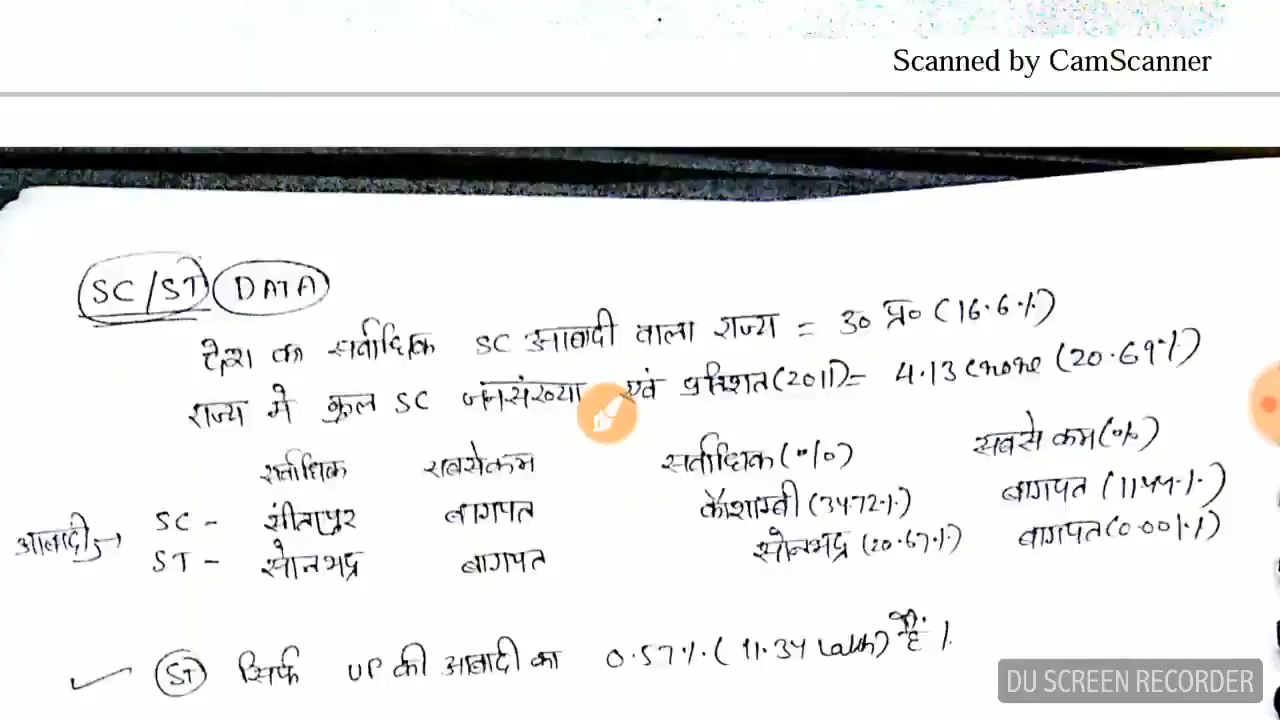 Scanned by CamScanner
SC/ST DATA
देश का सर्वाधिक SC आबादी वाला राज्य = उ० प्र० (16.6%)
राज्य मे कुल SC जनसंख्या एवं प्रतिशत(2011)= 4.13 crore (20.69%)
सर्वाधिक सबसेकम सर्वाधिक(%) सबसे कम(%)
आबादी→ SC - सीतापुर बागपत कौशाम्बी (34.72%) बागपत (11.44%)
ST - सोनभद्र बागपत सोनभद्र (20.67%) बागपत(0.00%)
ST सिर्फ UP की आबादी का 0.57% (11.34 lakh) है।
DU SCREEN RECORDER